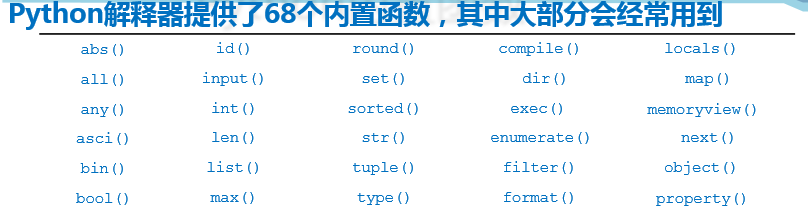 Python解释器提供了68个内置函数，其中大部分会经常用到
abs() id() round() compile() locals()
all() input() set() dir() map()
any() int() sorted() exec() memoryview()
asci() len() str() enumerate() next()
bin() list() tuple() filter() object()
bool() max() type() format() property()